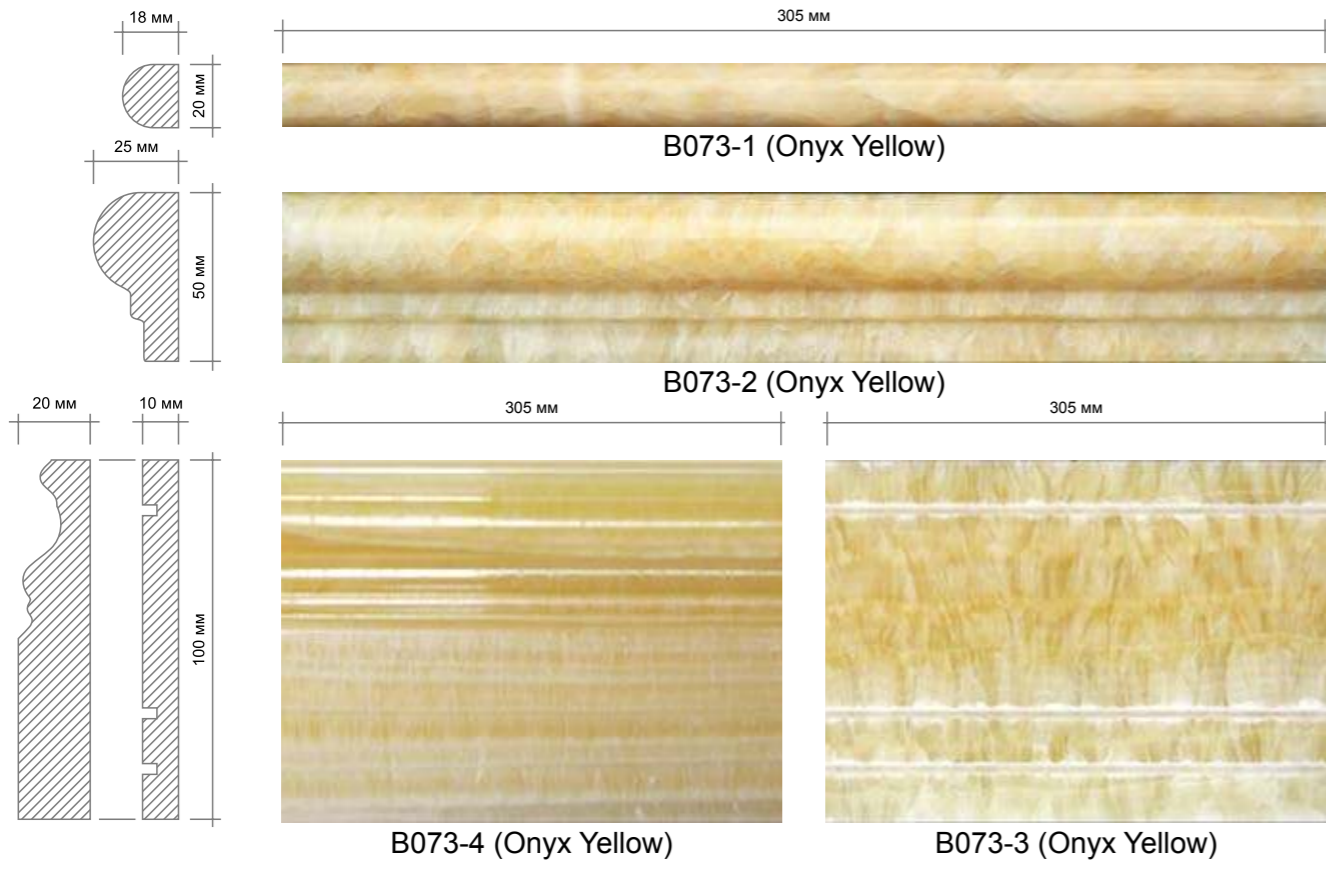 18 мм
305 мм
20 мм
B073-1 (Onyx Yellow)
25 мм
50 мм
B073-2 (Onyx Yellow)
20 мм
10 мм
305 мм
305 мм
100 мм
B073-4 (Onyx Yellow)
B073-3 (Onyx Yellow)